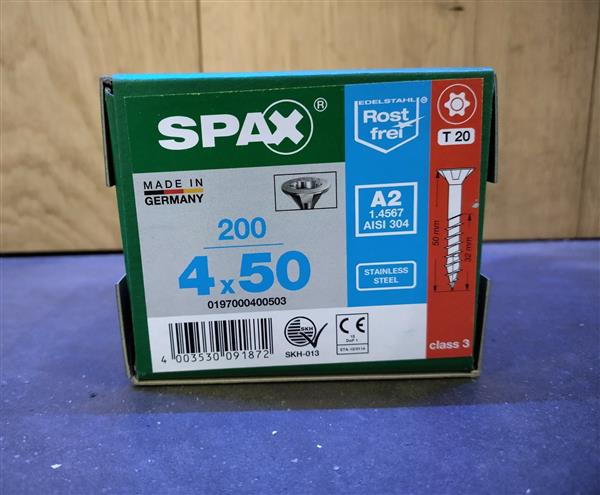 SPAX®
EDELSTAHL®
Rost
frei
T 20
MADE IN
GERMANY
A2
1.4567
AISI 304
200
4x50
0197000400503
STAINLESS
STEEL
50 mm
32 mm
4 003530 091872
SKH
SKH-013
CE
class 3